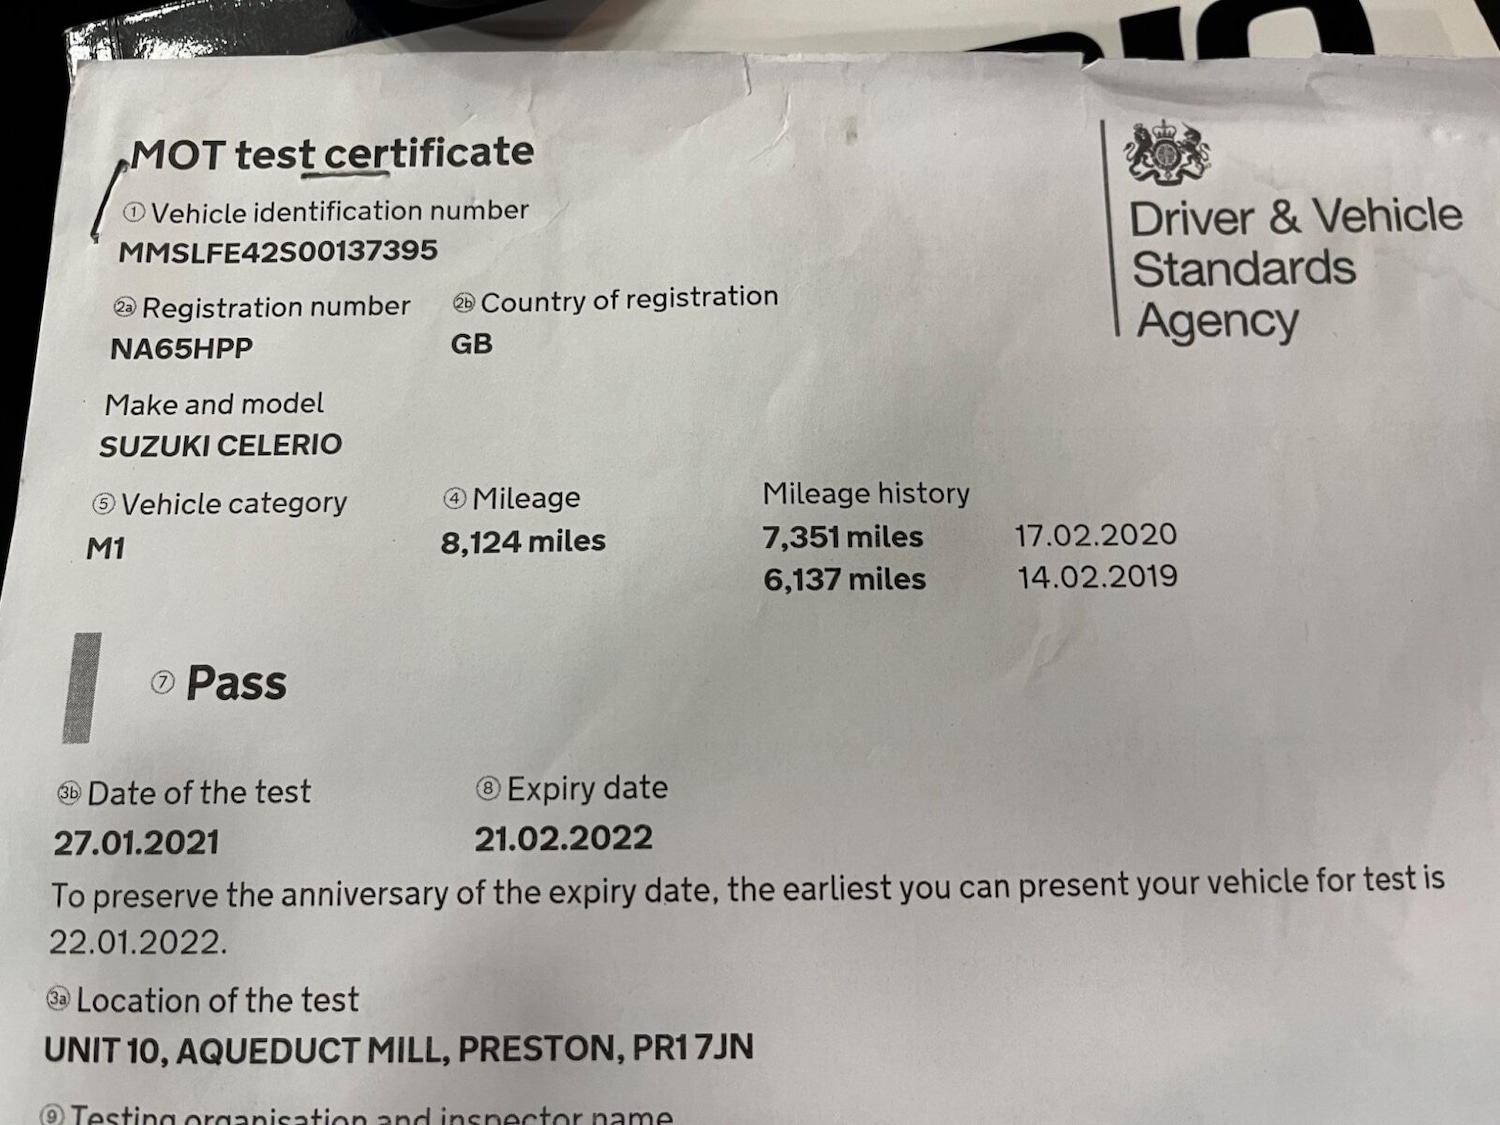 MOT test certificate
① Vehicle identification number
MMSLFE42S00137395
2a Registration number 2b Country of registration
NA65HPP GB
Make and model
SUZUKI CELERIO
⑤ Vehicle category ④ Mileage Mileage history
M1 8,124 miles 7,351 miles 17.02.2020
6,137 miles 14.02.2019
⑦ Pass
3b Date of the test ⑧ Expiry date
27.01.2021 21.02.2022
To preserve the anniversary of the expiry date, the earliest you can present your vehicle for test is
22.01.2022.
3a Location of the test
UNIT 10, AQUEDUCT MILL, PRESTON, PR1 7JN
⑨ Testing organisation and inspector name
Driver & Vehicle
Standards
Agency